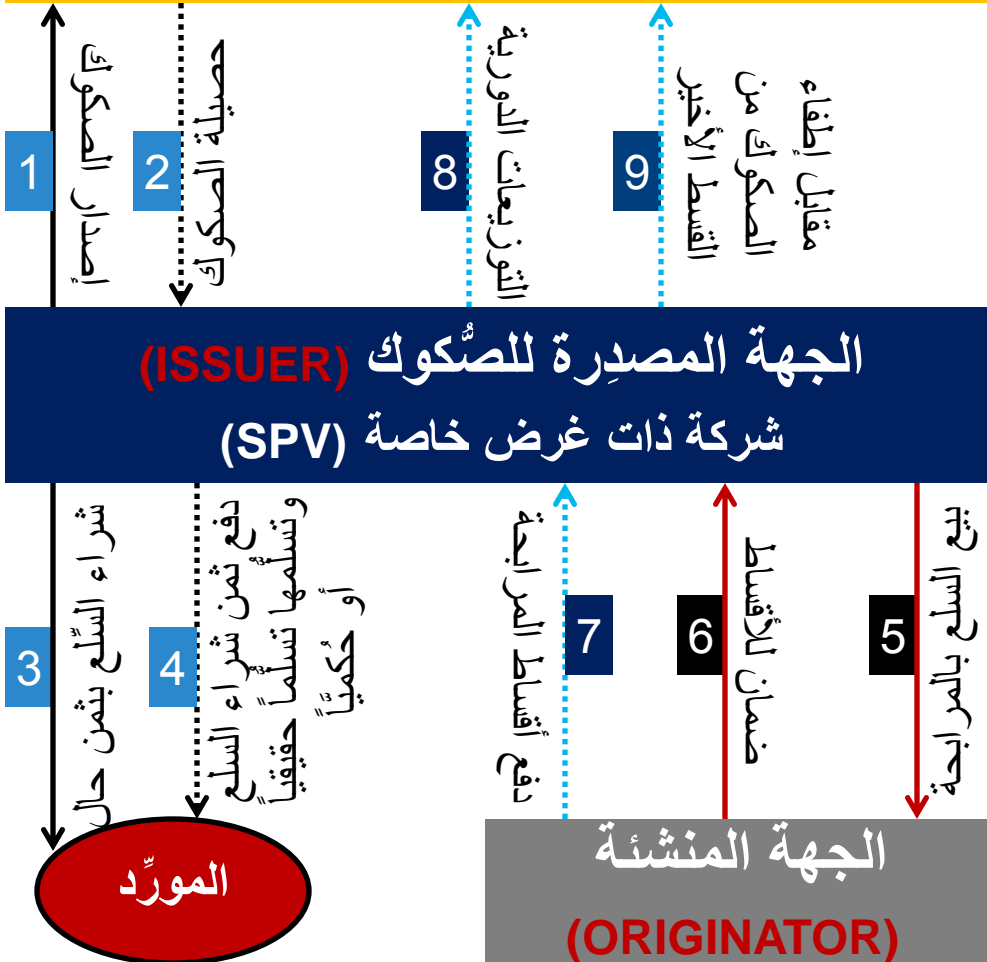 1
إصدار الصكوك
2
حصيلة الصكوك
8
التوزيعات الدورية
9
مقابل إطفاء
الصكوك من
القسط الأخير
الجهة المصدِرة للصُّكوك (ISSUER)
شركة ذات غرض خاصة (SPV)
3
شراء السِّلع بثمن حال
4
دفع ثمن شراء السلع
وتسلُّمها تسلُّماً حقيقيّاً
أو حُكميّاً
7
دفع أقساط المرابحة
6
ضمان للأقساط
5
بيع السلع بالمرابحة
المورِّد
الجهة المنشئة
(ORIGINATOR)